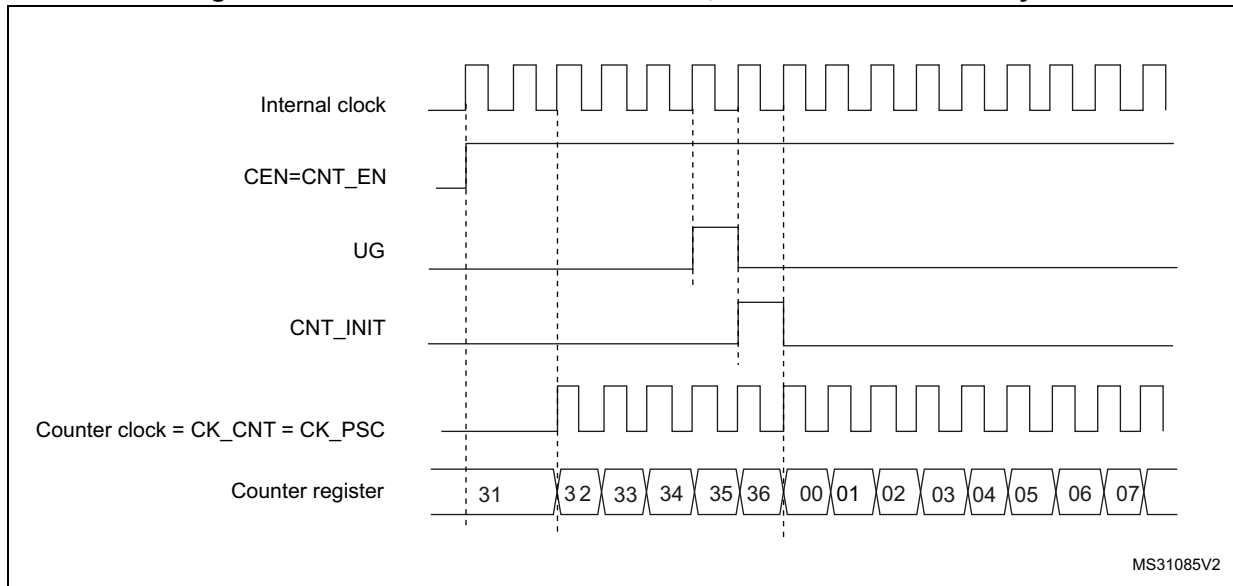 Internal clock
CEN=CNT_EN
UG
CNT_INIT
Counter clock = CK_CNT = CK_PSC
Counter register 31 32 33 34 35 36 00 01 02 03 04 05 06 07
MS31085V2